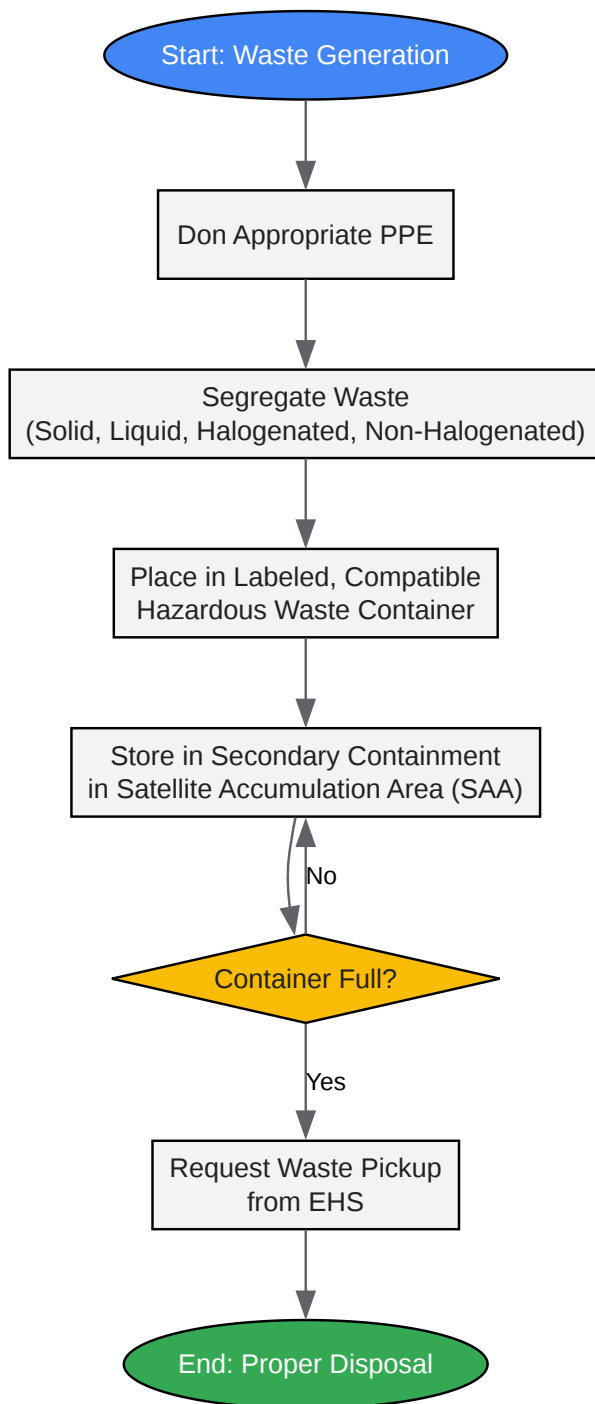 Start: Waste Generation
Don Appropriate PPE
Segregate Waste
(Solid, Liquid, Halogenated, Non-Halogenated)
Place in Labeled, Compatible
Hazardous Waste Container
Store in Secondary Containment
in Satellite Accumulation Area (SAA)
No
Container Full?
Yes
Request Waste Pickup
from EHS
End: Proper Disposal